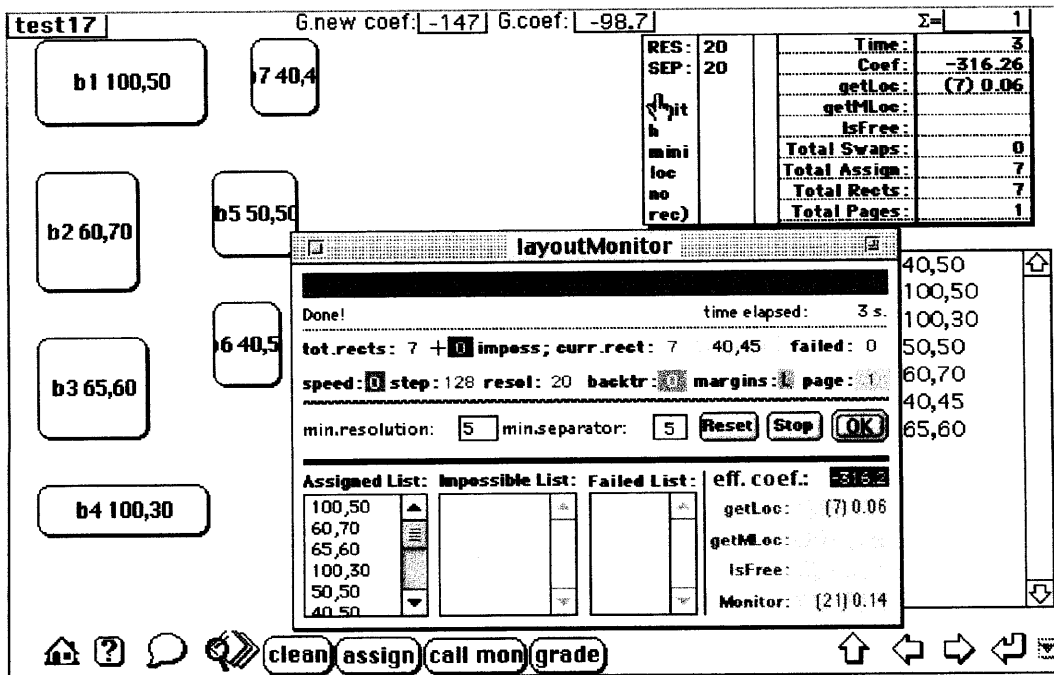 test17 G.new coef: -147 G.coef: -98.7 Σ= 1
b1 100,50
b7 40,4
RES: 20
SEP: 20
h
mini
loc
no
rec)
Time: 3
Coef: -316.26
getLoc: (7) 0.06
getMLoc:
IsFree:
Total Swaps: 0
Total Assign: 7
Total Rects: 7
Total Pages: 1
b2 60,70
b5 50,50
b3 65,60
b6 40,5
b4 100,30
layoutMonitor
Done! time elapsed: 3 s.
tot.rects: 7 +0 imposs; curr.rect: 7 40,45 failed: 0
speed: 0 step: 128 resol: 20 backtr: 0 margins: L page: 1
min.resolution: 5 min.separator: 5 Reset Stop OK
Assigned List: Impossible List: Failed List:
100,50
60,70
65,60
100,30
50,50
40,50
eff. coef.: -316.2
getLoc: (7) 0.06
getMLoc:
IsFree:
Monitor: (21) 0.14
40,50
100,50
100,30
50,50
60,70
40,45
65,60
? clean assign call mon grade